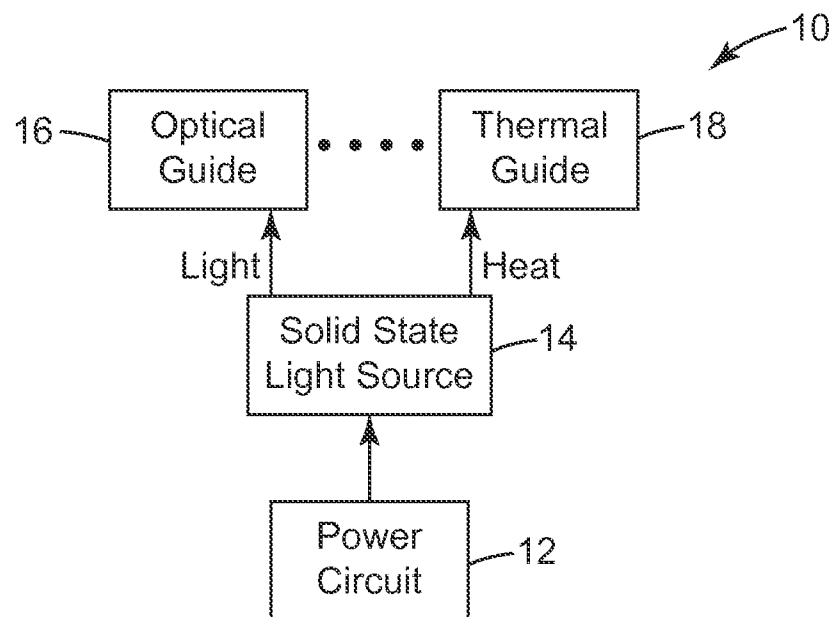 10
16
Optical
Guide
Thermal
Guide
18
Light
Heat
Solid State
Light Source
14
Power
Circuit
12